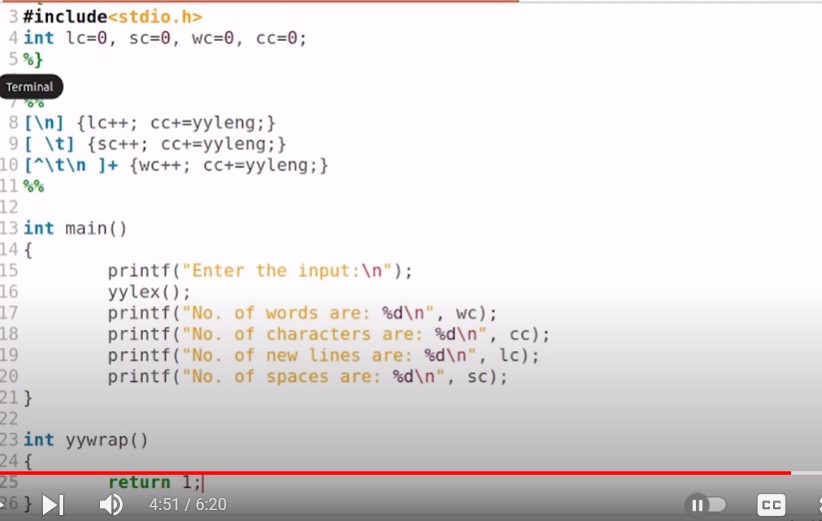 3 #include<stdio.h>
4 int lc=0, sc=0, wc=0, cc=0;
5 %}
Terminal
7 %%
8 [\n] {lc++; cc+=yyleng;}
9 [ \t] {sc++; cc+=yyleng;}
10 [^\t\n ]+ {wc++; cc+=yyleng;}
11 %%
12
13 int main()
14 {
15 printf("Enter the input:\n");
16 yylex();
17 printf("No. of words are: %d\n", wc);
18 printf("No. of characters are: %d\n", cc);
19 printf("No. of new lines are: %d\n", lc);
20 printf("No. of spaces are: %d\n", sc);
21 }
22
23 int yywrap()
24 {
25 return 1;
26 }
4:51 / 6:20
CC